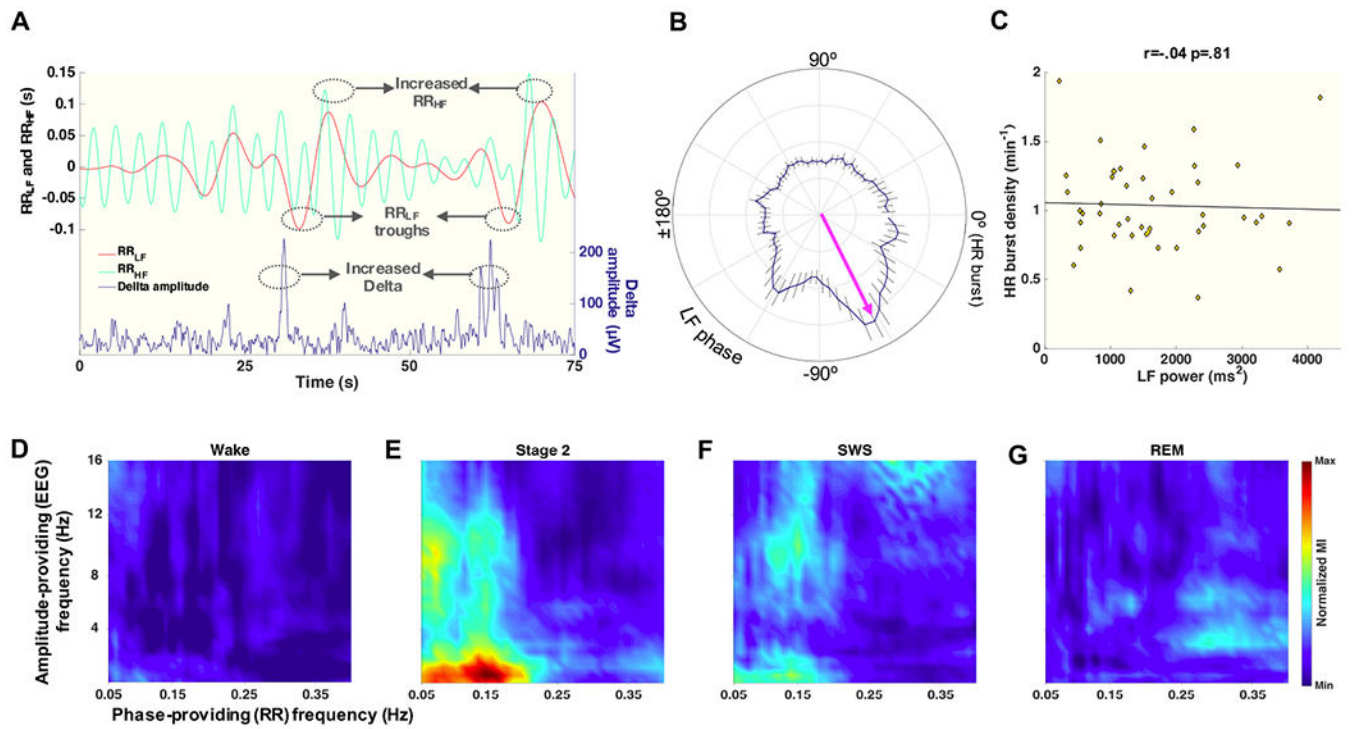 A
0.15
0.1
0.05
0
-0.05
-0.1
RRLF and RRHF (s)
Increased
RRHF
RRLF
troughs
RRLF
RRHF
Dellta amplitude
Increased
Delta
200
100
0
Delta
amplitude (µV)
0 25 50 75
Time (s)
B
90º
±180º
0º (HR burst)
-90º
LF phase
C
r=-.04 p=.81
2
1.5
1
0.5
0
HR burst density (min-1)
0 1000 2000 3000 4000
LF power (ms2)
D
Wake
16
12
8
4
Amplitude-providing (EEG)
frequency (Hz)
0.05 0.15 0.25 0.35
Phase-providing (RR) frequency (Hz)
E
Stage 2
0.05 0.15 0.25 0.35
F
SWS
0.05 0.15 0.25 0.35
G
REM
0.05 0.15 0.25 0.35
Max
Normalized MI
Min